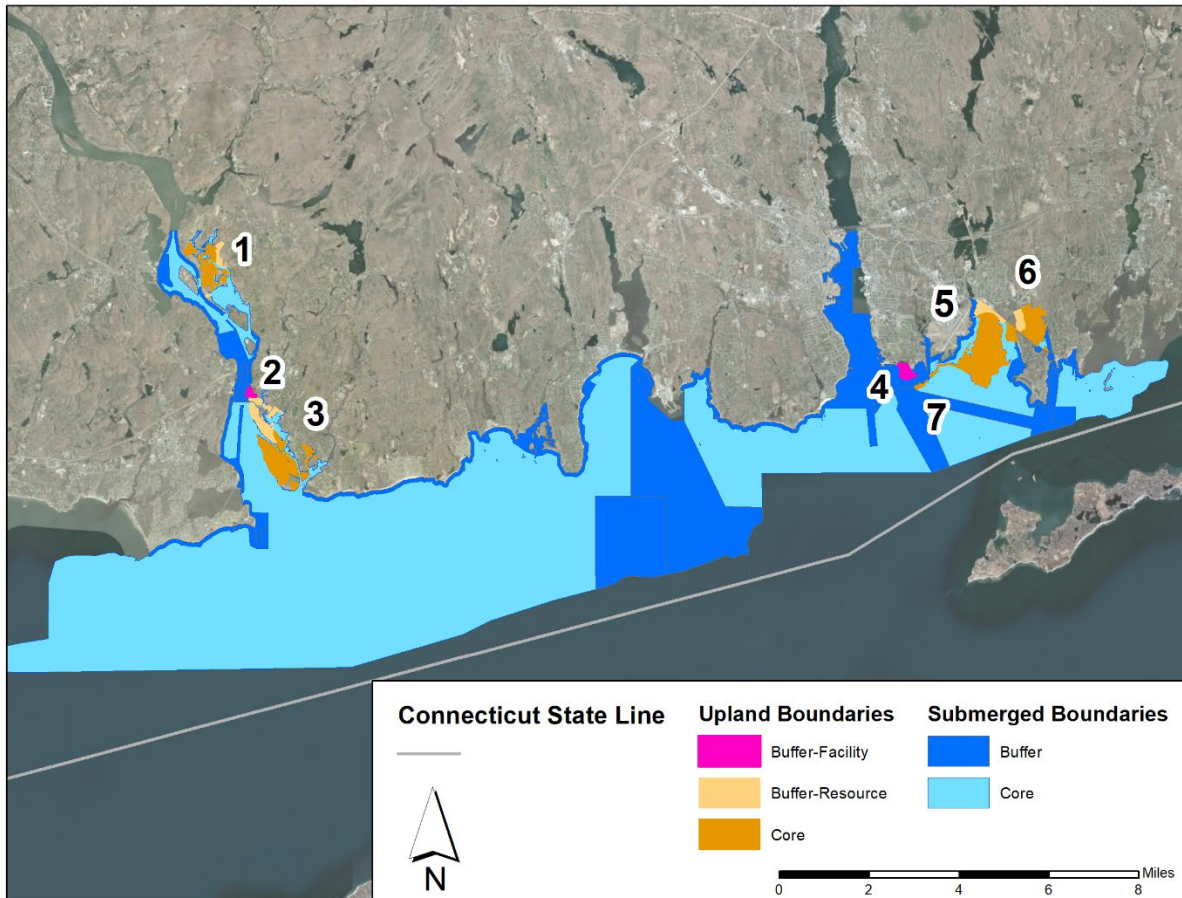 1
2
3
4
5
6
7
Connecticut State Line
N
Upland Boundaries
Buffer-Facility
Buffer-Resource
Core
Submerged Boundaries
Buffer
Core
Miles
0 2 4 6 8